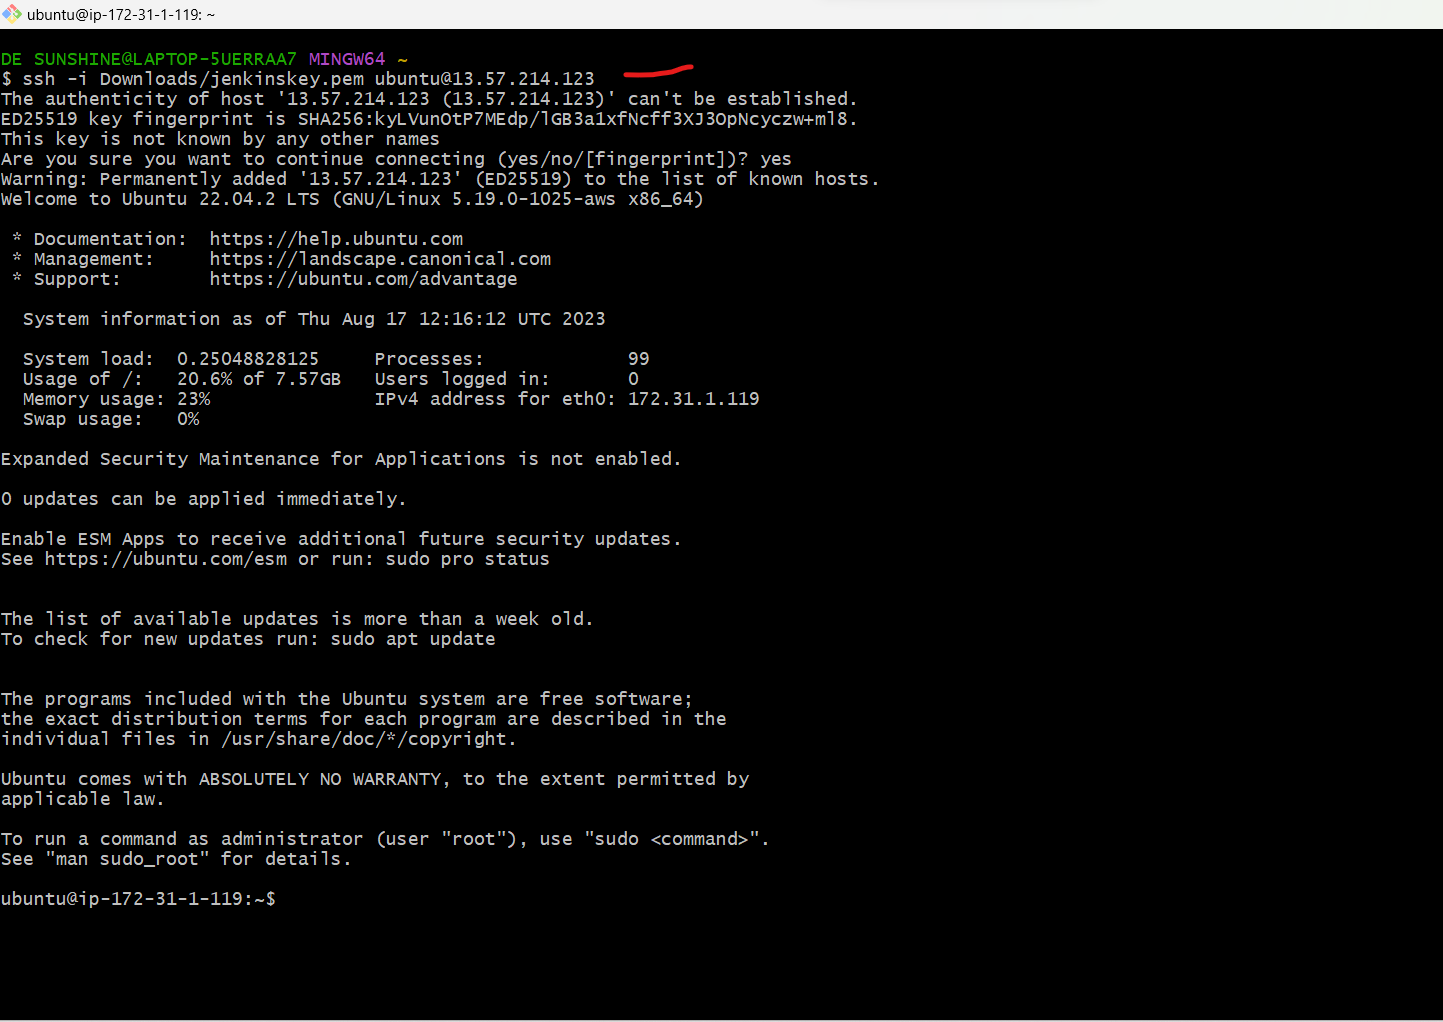 ubuntu@ip-172-31-1-119: ~
DE SUNSHINE@LAPTOP-5UERRAA7 MINGW64 ~
$ ssh -i Downloads/jenkinskey.pem ubuntu@13.57.214.123
The authenticity of host '13.57.214.123 (13.57.214.123)' can't be established.
ED25519 key fingerprint is SHA256:kyLVunOtP7MEdp/lGB3a1xfNcff3XJ3OpNcyczw+ml8.
This key is not known by any other names
Are you sure you want to continue connecting (yes/no/[fingerprint])? yes
Warning: Permanently added '13.57.214.123' (ED25519) to the list of known hosts.
Welcome to Ubuntu 22.04.2 LTS (GNU/Linux 5.19.0-1025-aws x86_64)
* Documentation:  https://help.ubuntu.com
* Management:     https://landscape.canonical.com
* Support:        https://ubuntu.com/advantage
System information as of Thu Aug 17 12:16:12 UTC 2023
System load:  0.25048828125     Processes:             99
Usage of /:   20.6% of 7.57GB   Users logged in:       0
Memory usage: 23%               IPv4 address for eth0: 172.31.1.119
Swap usage:   0%
Expanded Security Maintenance for Applications is not enabled.
0 updates can be applied immediately.
Enable ESM Apps to receive additional future security updates.
See https://ubuntu.com/esm or run: sudo pro status
The list of available updates is more than a week old.
To check for new updates run: sudo apt update
The programs included with the Ubuntu system are free software;
the exact distribution terms for each program are described in the
individual files in /usr/share/doc/*/copyright.
Ubuntu comes with ABSOLUTELY NO WARRANTY, to the extent permitted by
applicable law.
To run a command as administrator (user "root"), use "sudo <command>".
See "man sudo_root" for details.
ubuntu@ip-172-31-1-119:~$